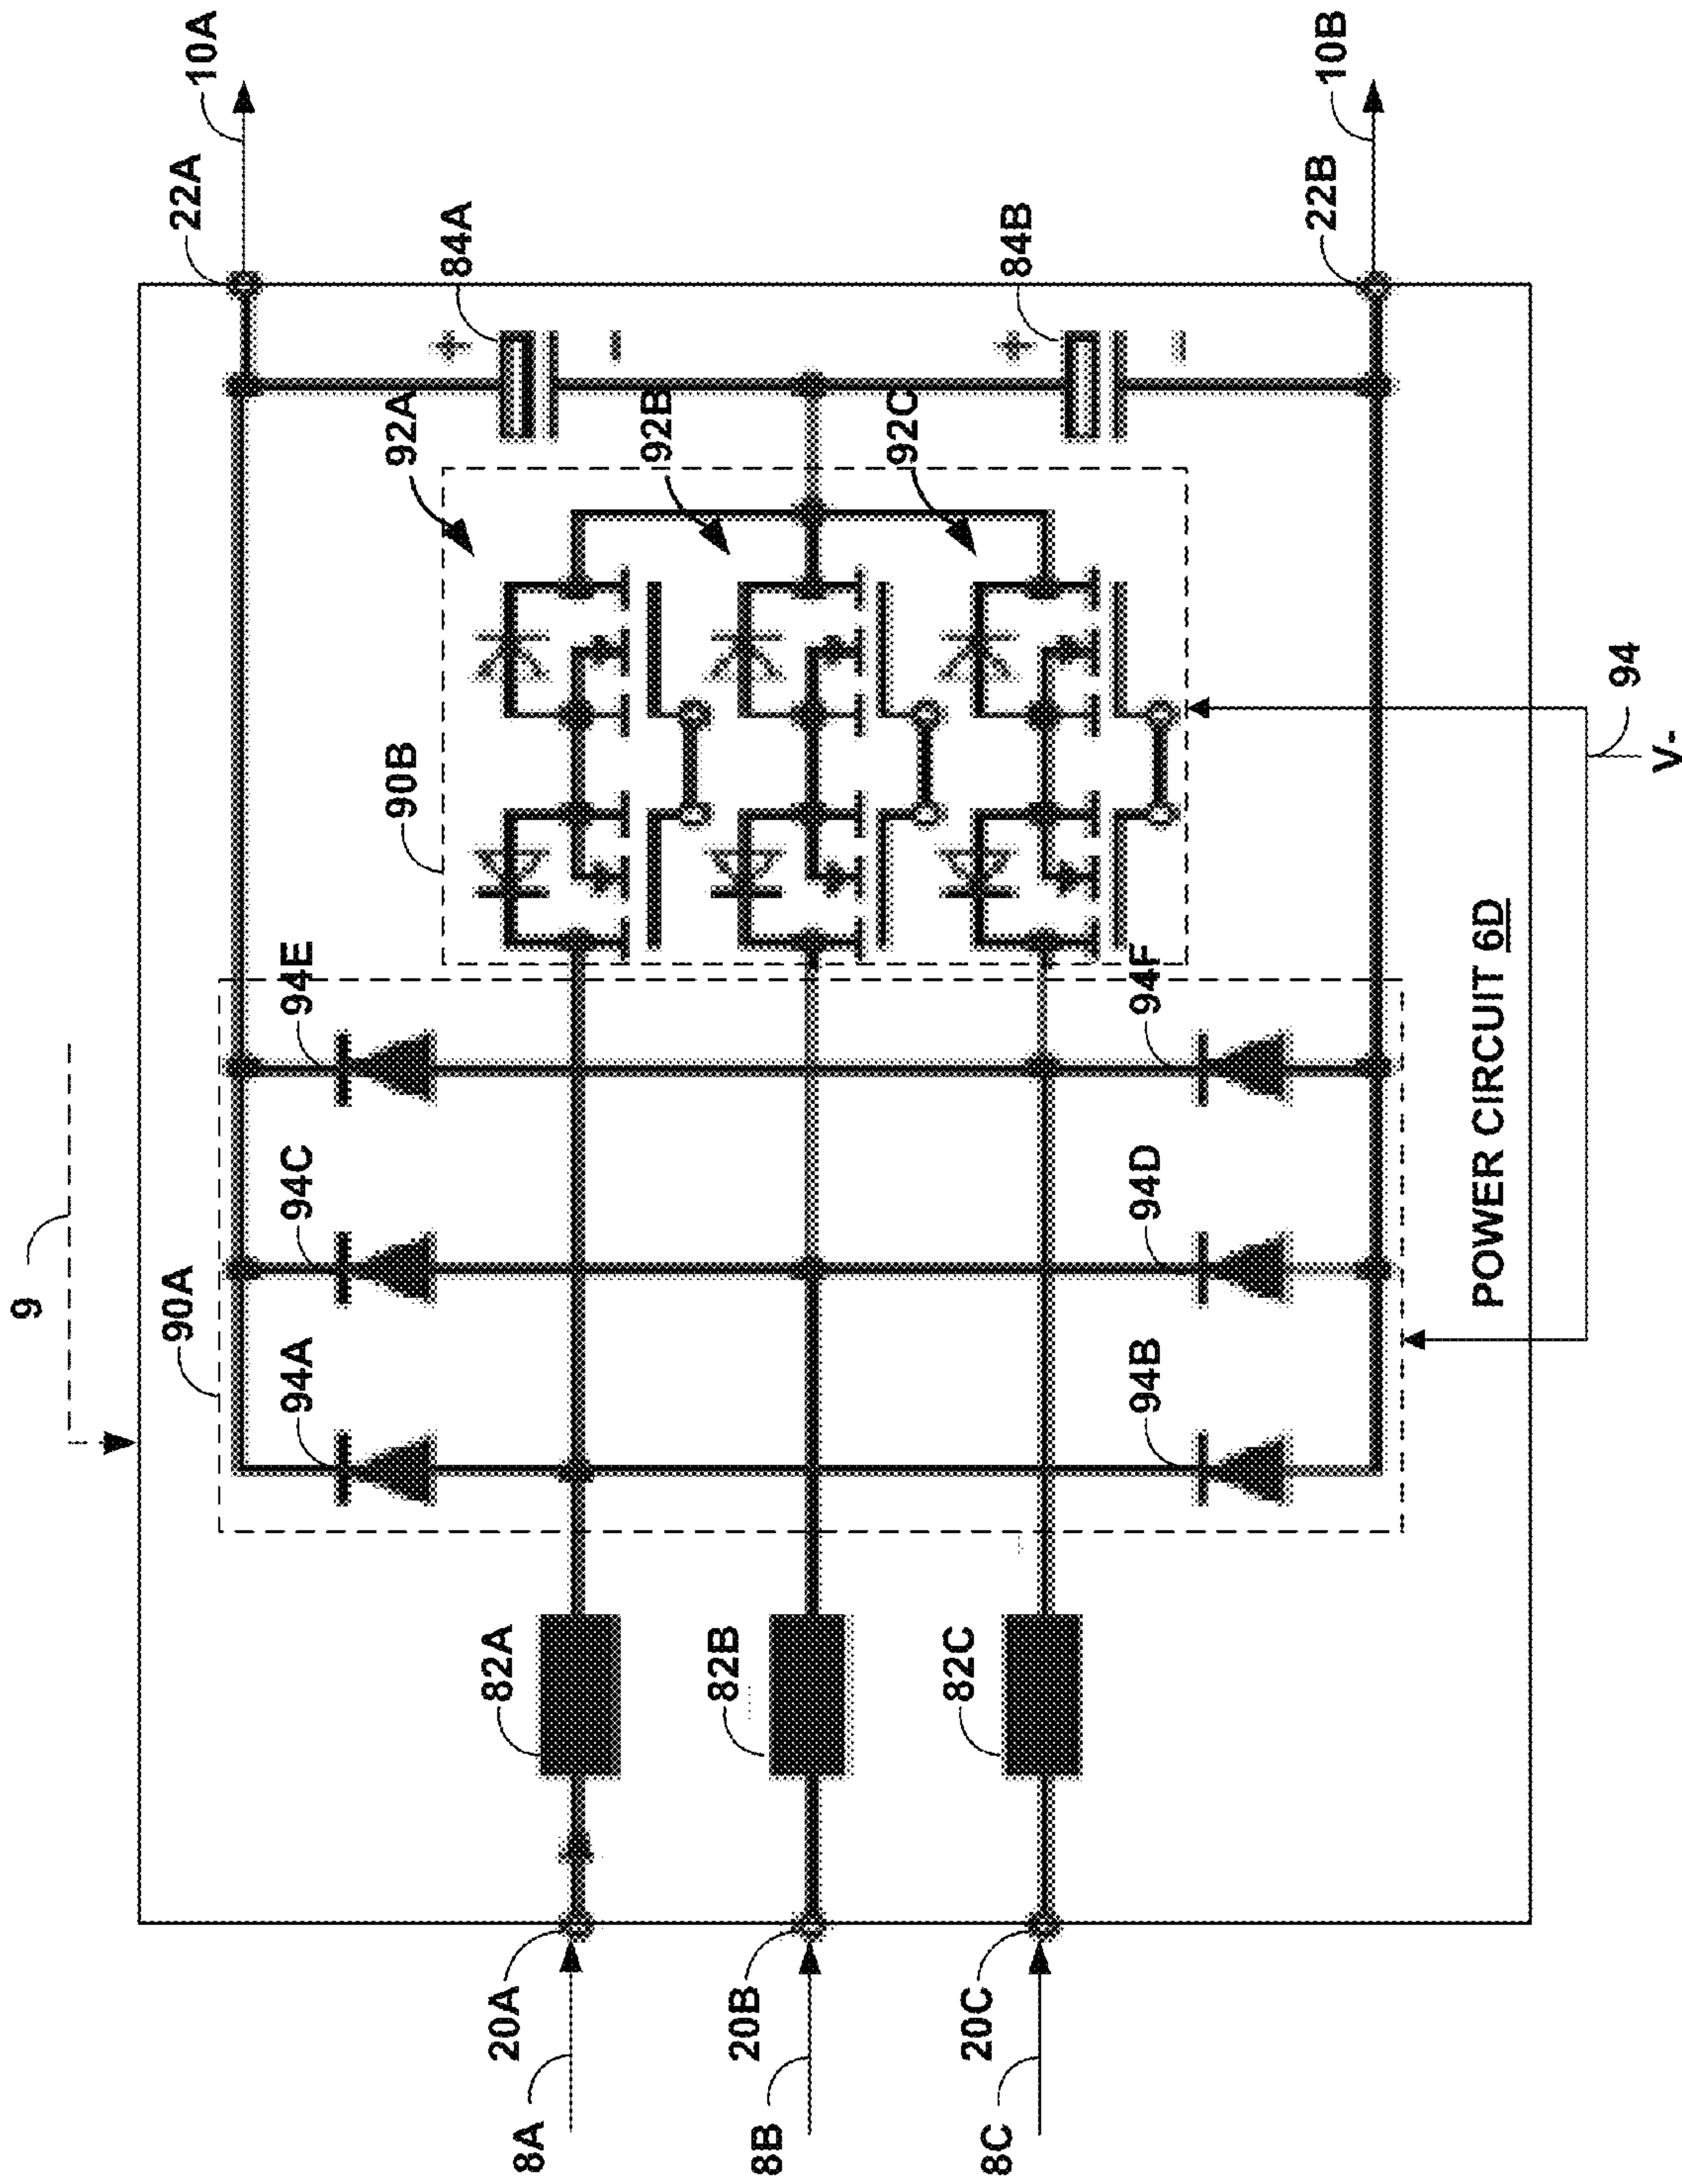 9
90A
94A
94C
94E
90B
92A
92B
92C
22A
10A
84A
+
-
84B
+
-
22B
10B
82A
82B
82C
20A
8A
20B
8B
20C
8C
94B
94D
94F
POWER CIRCUIT 6D
94
V-